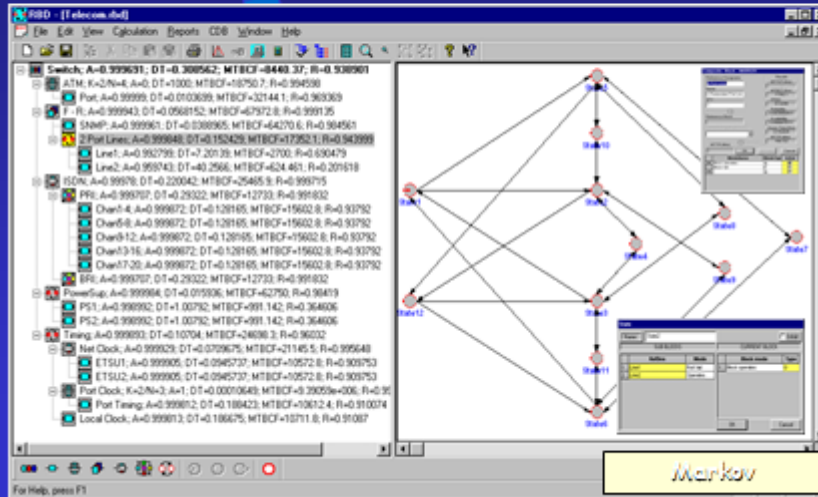 RBD - [Telecom.rbd]
File Edit View Calculation Reports CDB Window Help
Switch; A=0.999691; DT=0.308562; MTBCF=8440.37; R=0.938901
ATM; K=2/N=4; A=0; DT=1000; MTBCF=18750.7; R=0.994598
Port; A=0.99999; DT=0.0103699; MTBCF=32144.1; R=0.969369
F - R; A=0.999943; DT=0.0568152; MTBCF=67972.8; R=0.999135
SNMP; A=0.999961; DT=0.0388965; MTBCF=64270.6; R=0.984561
2 Port Lines; A=0.999848; DT=0.152429; MTBCF=17352.1; R=0.943999
Line1; A=0.992799; DT=7.20139; MTBCF=2700; R=0.690479
Line2; A=0.959743; DT=40.2566; MTBCF=624.461; R=0.201618
ISDN; A=0.99978; DT=0.220042; MTBCF=25465.9; R=0.999715
PRI; A=0.999707; DT=0.29322; MTBCF=12733; R=0.991832
Chan1-4; A=0.999872; DT=0.128165; MTBCF=15602.8; R=0.93792
Chan5-8; A=0.999872; DT=0.128165; MTBCF=15602.8; R=0.93792
Chan9-12; A=0.999872; DT=0.128165; MTBCF=15602.8; R=0.93792
Chan13-16; A=0.999872; DT=0.128165; MTBCF=15602.8; R=0.93792
Chan17-20; A=0.999872; DT=0.128165; MTBCF=15602.8; R=0.93792
BRI; A=0.999707; DT=0.29322; MTBCF=12733; R=0.991832
PowerSup; A=0.999984; DT=0.015936; MTBCF=62750; R=0.98419
PS1; A=0.998992; DT=1.00792; MTBCF=991.142; R=0.364606
PS2; A=0.998992; DT=1.00792; MTBCF=991.142; R=0.364606
Timing; A=0.999893; DT=0.10704; MTBCF=24698.3; R=0.96032
Net Clock; A=0.999929; DT=0.0709675; MTBCF=21145.5; R=0.995648
ETSU1; A=0.999905; DT=0.0945737; MTBCF=10572.8; R=0.909753
ETSU2; A=0.999905; DT=0.0945737; MTBCF=10572.8; R=0.909753
Port Clock; K=2/N=3; A=1; DT=0.00010649; MTBCF=9.39059e+006; R=0.99
Port Timing; A=0.999812; DT=0.188423; MTBCF=10612.4; R=0.910074
Local Clock; A=0.999813; DT=0.186675; MTBCF=10711.8; R=0.91087
State10
State2
State1
State8
State7
State4
State9
State12
State3
State11
State6
Markov
For Help, press F1